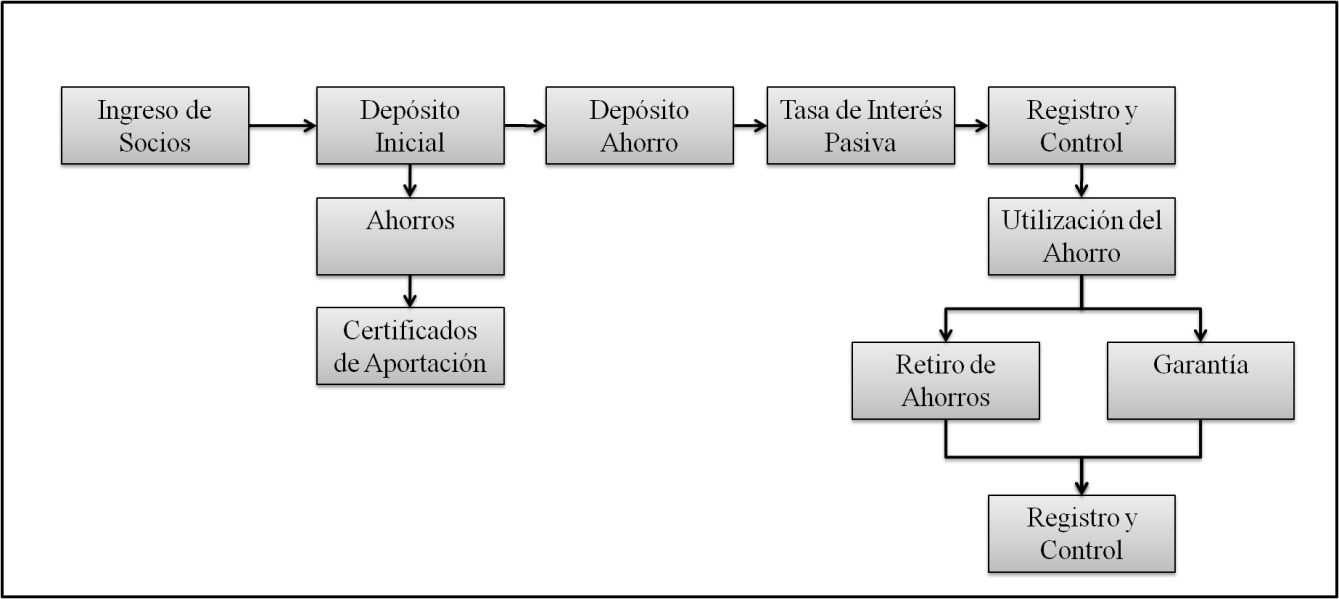 Ingreso de
Socios
Depósito
Inicial
Depósito
Ahorro
Tasa de Interés
Pasiva
Registro y
Control
Ahorros
Utilización del
Ahorro
Certificados
de Aportación
Retiro de
Ahorros
Garantía
Registro y
Control